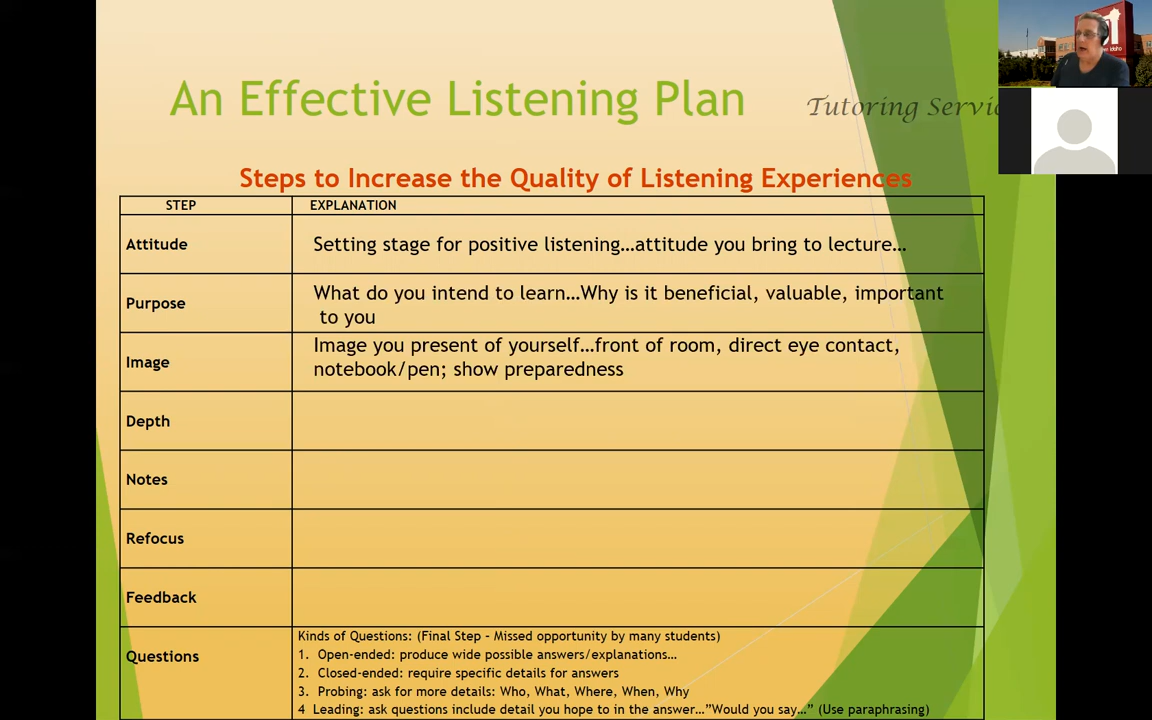 An Effective Listening Plan
Tutoring
Steps to Increase the Quality of Listening Experiences
STEP
EXPLANATION
Attitude
Setting stage for positive listening…attitude you bring to lecture…
Purpose
What do you intend to learn…Why is it beneficial, valuable, important
to you
Image
Image you present of yourself…front of room, direct eye contact,
notebook/pen; show preparedness
Depth
Notes
Refocus
Feedback
Questions
Kinds of Questions: (Final Step – Missed opportunity by many students)
1. Open-ended: produce wide possible answers/explanations…
2. Closed-ended: require specific details for answers
3. Probing: ask for more details: Who, What, Where, When, Why
4 Leading: ask questions include detail you hope to in the answer…”Would you say…” (Use paraphrasing)